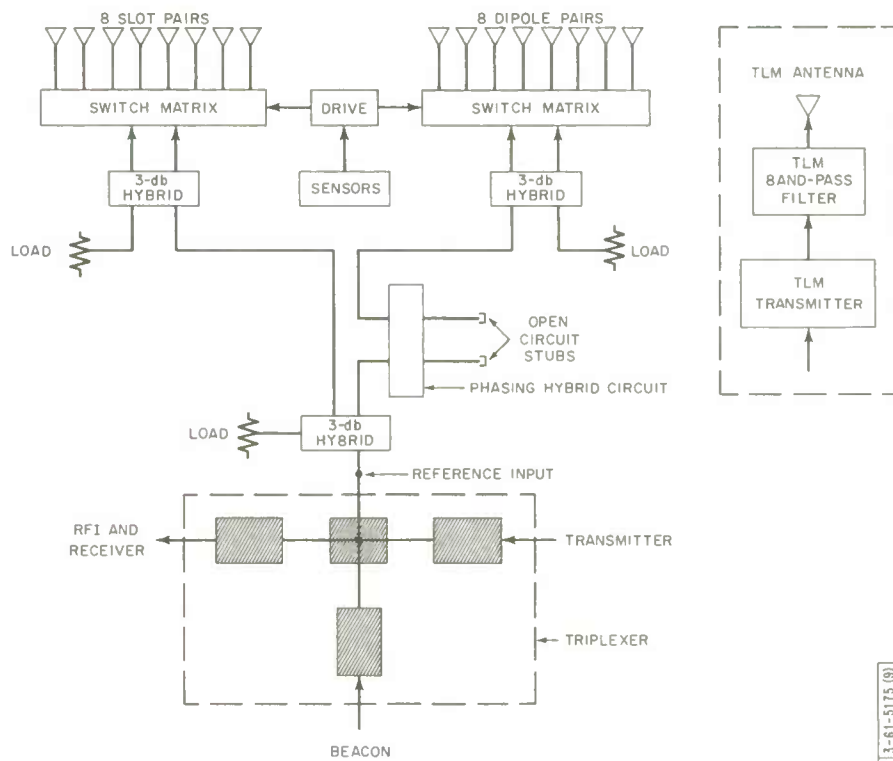 8 SLOT PAIRS
8 DIPOLE PAIRS
SWITCH MATRIX
DRIVE
SWITCH MATRIX
3-db
HYBRID
SENSORS
3-db
HYBRID
LOAD
LOAD
OPEN
CIRCUIT
STUBS
PHASING HYBRID CIRCUIT
3-db
HYBRID
LOAD
REFERENCE INPUT
RFI AND
RECEIVER
TRANSMITTER
TRIPLEXER
BEACON
TLM ANTENNA
TLM
BAND-PASS
FILTER
TLM
TRANSMITTER
3-61-5175 (9)